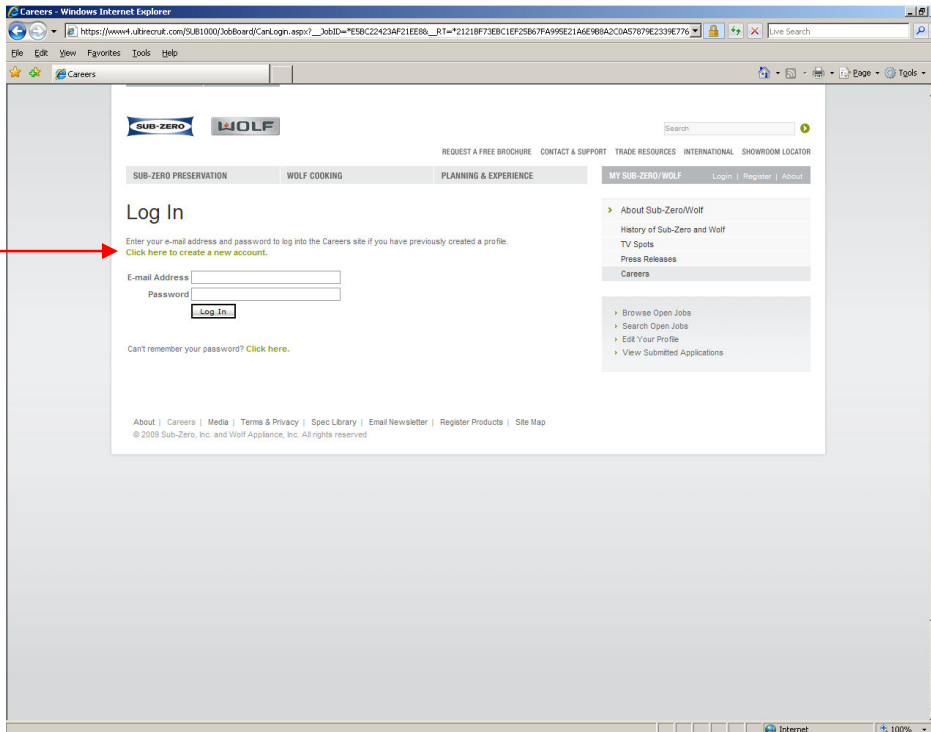 Careers - Windows Internet Explorer
https://www4.ultirecruit.com/SUB1000/JobBoard/CanLogin.aspx?__JobID=*E5BC22423AF21EE8&__RT=*21218F73EBC1EF25B67FA995E21A6E9B8A2C0A57879E2339E776
Live Search
File Edit View Favorites Tools Help
Careers
Page Tools
SUB-ZERO WOLF
Search
REQUEST A FREE BROCHURE CONTACT & SUPPORT TRADE RESOURCES INTERNATIONAL SHOWROOM LOCATOR
SUB-ZERO PRESERVATION WOLF COOKING PLANNING & EXPERIENCE MY SUB-ZERO/WOLF Login | Register | About
Log In
Enter your e-mail address and password to log into the Careers site if you have previously created a profile.
Click here to create a new account.
E-mail Address
Password
Log In
Can't remember your password? Click here.
About Sub-Zero/Wolf
History of Sub-Zero and Wolf
TV Spots
Press Releases
Careers
Browse Open Jobs
Search Open Jobs
Edit Your Profile
View Submitted Applications
About | Careers | Media | Terms & Privacy | Spec Library | Email Newsletter | Register Products | Site Map
© 2009 Sub-Zero, Inc. and Wolf Appliance, Inc. All rights reserved
Internet 100%